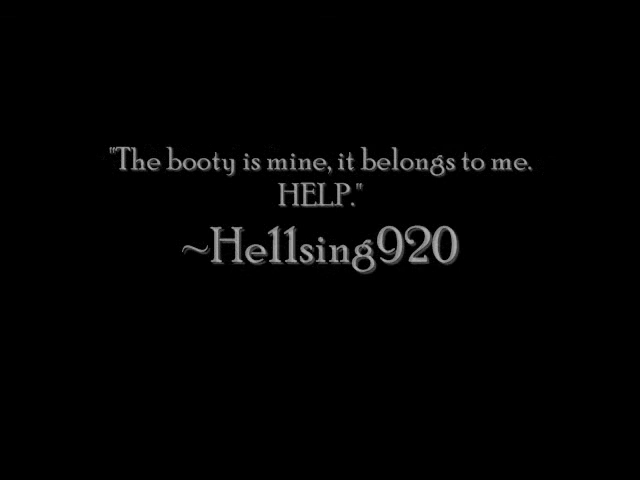 "The booty is mine, it belongs to me.
HELP."
~He11sing920